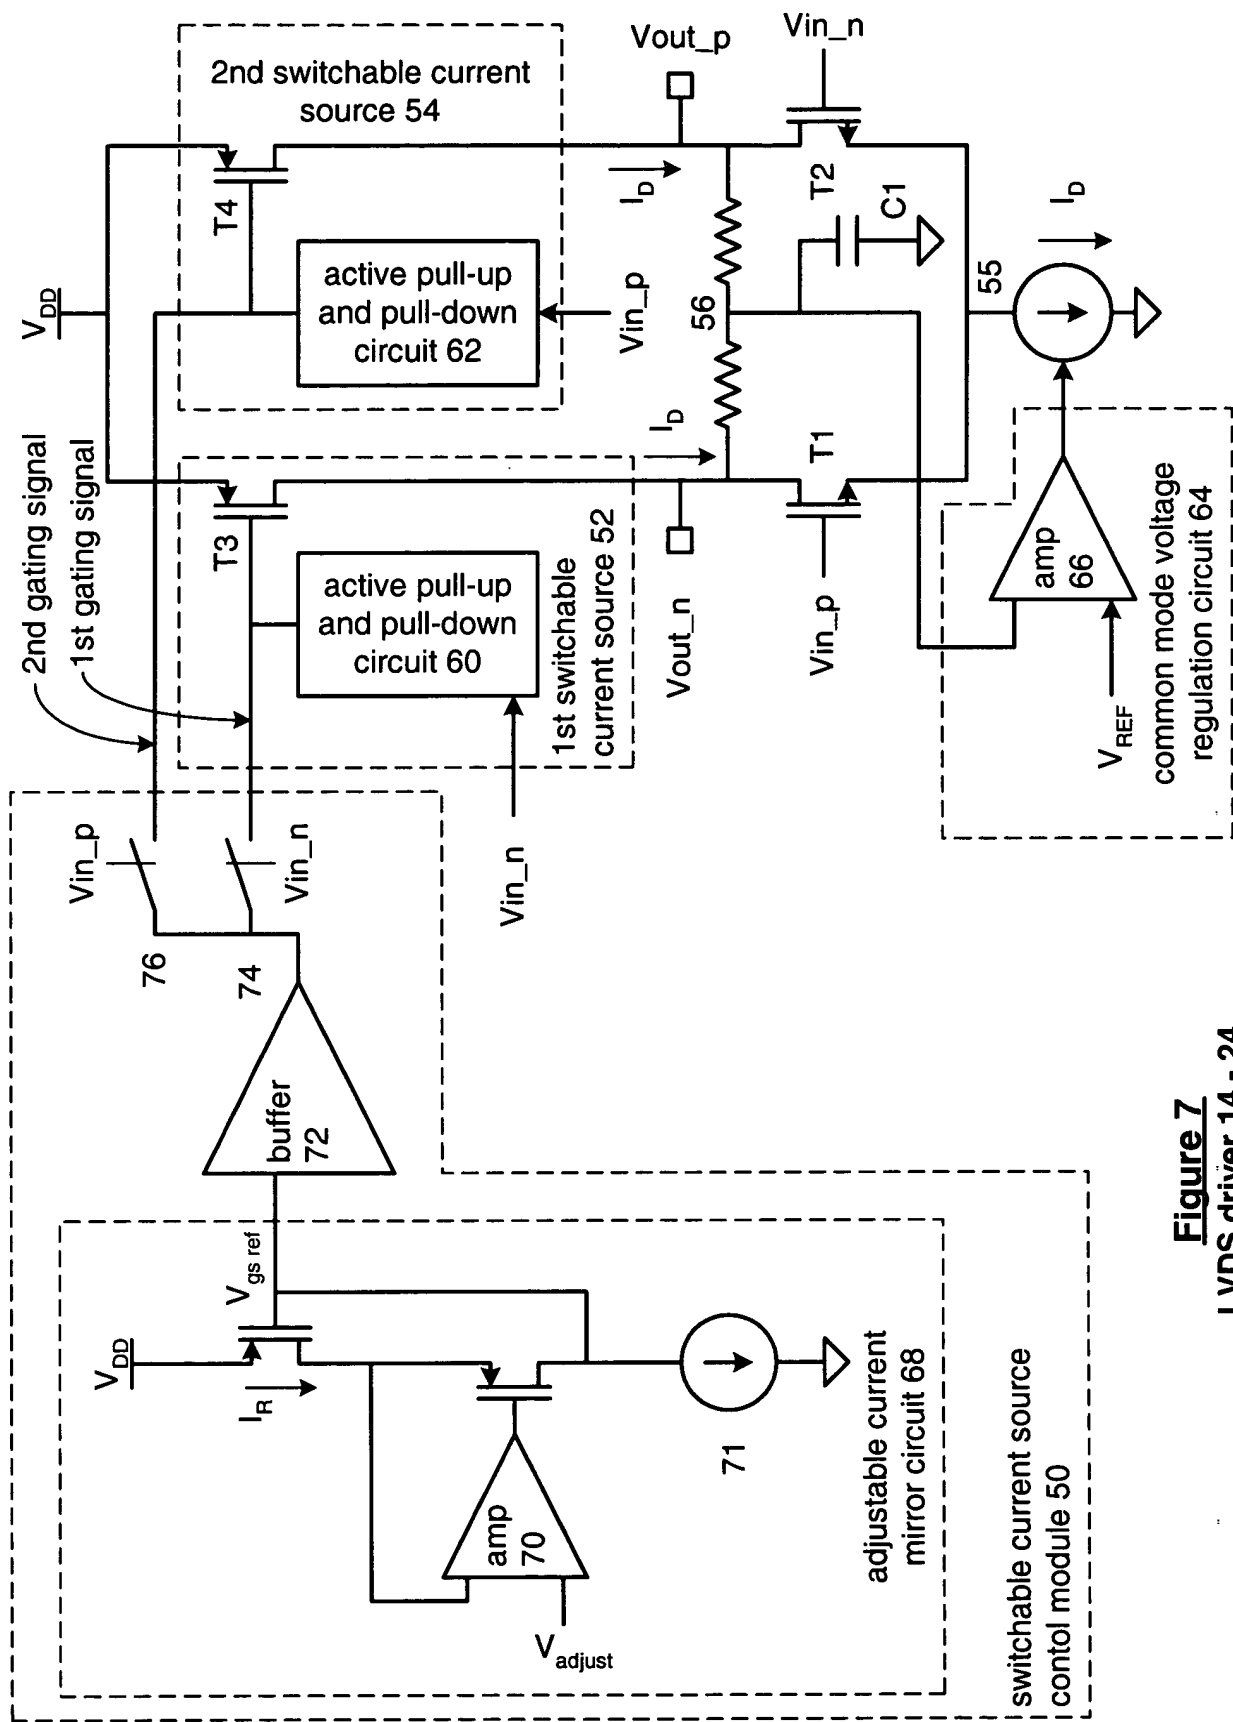 2nd gating signal
1st gating signal
V_DD
2nd switchable current
source 54
T4
active pull-up
and pull-down
circuit 62
Vin_p
Vout_p
I_D
Vin_n
T2
56
C1
55
I_D
T3
active pull-up
and pull-down
circuit 60
1st switchable
current source 52
Vin_n
I_D
Vout_n
T1
Vin_p
amp
66
V_REF
common mode voltage
regulation circuit 64
Vin_p
76
Vin_n
74
buffer
72
V_gs ref
V_DD
I_R
amp
70
V_adjust
71
adjustable current
mirror circuit 68
switchable current source
contol module 50
Figure 7
LVDS driver 14 - 24